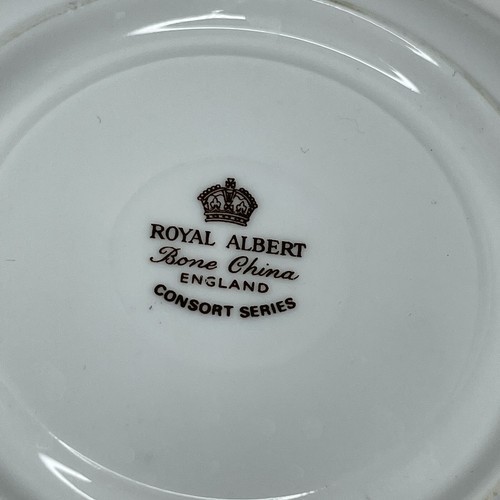 ROYAL ALBERT
Bone China
ENGLAND
CONSORT SERIES